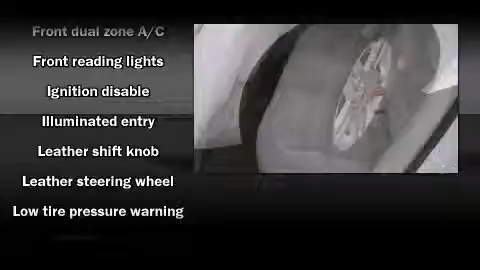 Front dual zone A/C
Front reading lights
Ignition disable
Illuminated entry
Leather shift knob
Leather steering wheel
Low tire pressure warning